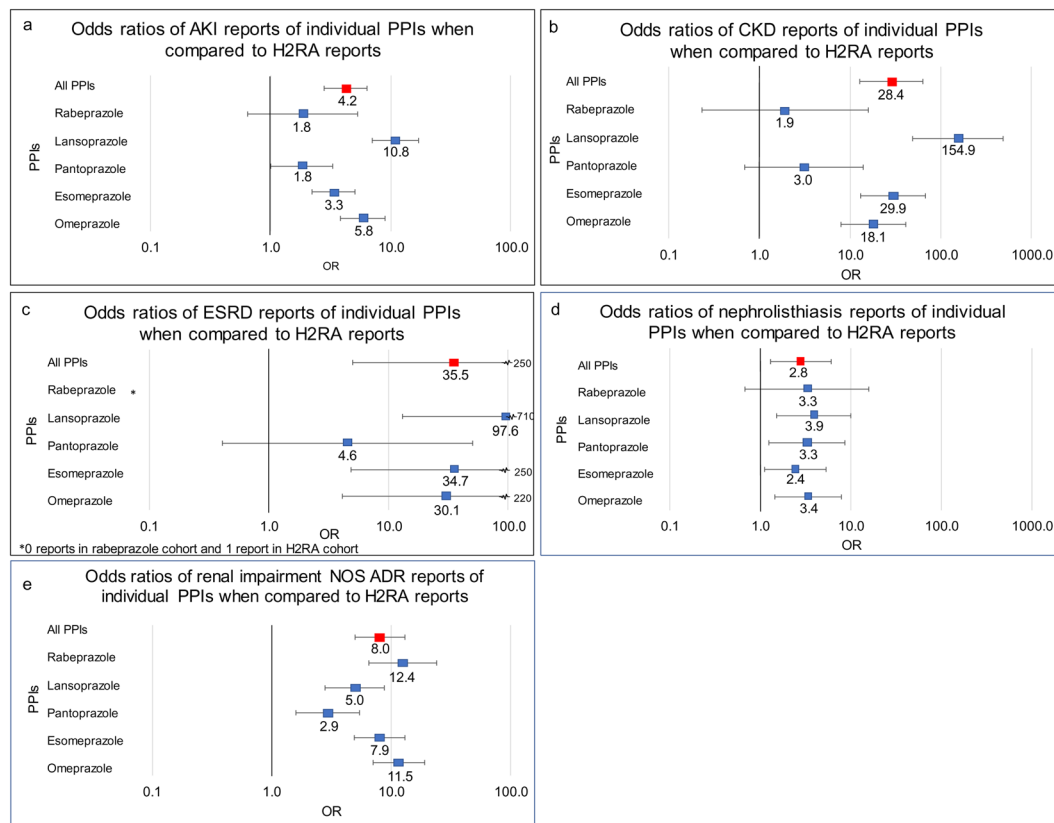 a
Odds ratios of AKI reports of individual PPIs when
compared to H2RA reports
PPIs
All PPIs
4.2
Rabeprazole
1.8
Lansoprazole
10.8
Pantoprazole
1.8
Esomeprazole
3.3
Omeprazole
5.8
0.1 1.0 10.0 100.0
OR
b
Odds ratios of CKD reports of individual PPIs
when compared to H2RA reports
PPIs
All PPIs
28.4
Rabeprazole
1.9
Lansoprazole
154.9
Pantoprazole
3.0
Esomeprazole
29.9
Omeprazole
18.1
0.1 1.0 10.0 100.0 1000.0
OR
c
Odds ratios of ESRD reports of individual PPIs
when compared to H2RA reports
PPIs
All PPIs 250
35.5
Rabeprazole *
Lansoprazole 710
97.6
Pantoprazole
4.6
Esomeprazole 250
34.7
Omeprazole 220
30.1
0.1 1.0 10.0 100.0
OR
*0 reports in rabeprazole cohort and 1 report in H2RA cohort
d
Odds ratios of nephrolisthiasis reports of individual
PPIs when compared to H2RA reports
PPIs
All PPIs
2.8
Rabeprazole
3.3
Lansoprazole
3.9
Pantoprazole
3.3
Esomeprazole
2.4
Omeprazole
3.4
0.1 1.0 10.0 100.0 1000.0
OR
e
Odds ratios of renal impairment NOS ADR reports of
individual PPIs when compared to H2RA reports
PPIs
All PPIs
8.0
Rabeprazole
12.4
Lansoprazole
5.0
Pantoprazole
2.9
Esomeprazole
7.9
Omeprazole
11.5
0.1 1.0 10.0 100.0
OR